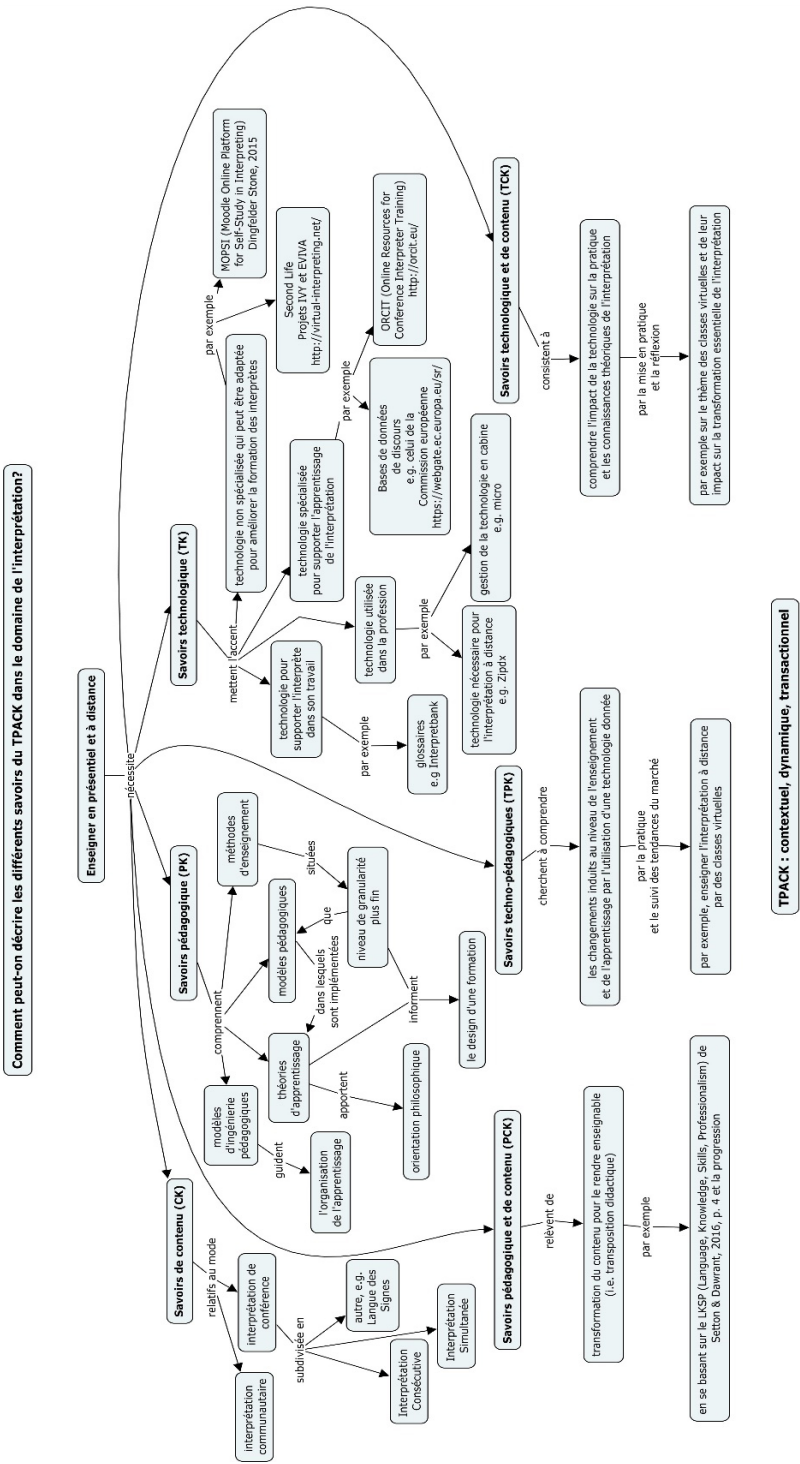 Comment peut-on décrire les différents savoirs du TPACK dans le domaine de l'interprétation?
Enseigner en présentiel et à distance
nécessite
Savoirs de contenu (CK)
relatifs au mode
interprétation
communautaire
interprétation de
conférence
subdivisée en
Interprétation
Consécutive
Interprétation
Simultanée
autre, e.g.
Langue des
Signes
Savoirs pédagogique (PK)
comprennent
modèles
d'ingénierie
pédagogiques
guident
l'organisation
de l'apprentissage
théories
d'apprentissage
apportent
orientation philosophique
modèles pédagogiques
dans lesquels
sont implémentées
méthodes
d'enseignement
situées
niveau de granularité
plus fin
que
informent
le design d'une formation
Savoirs technologique (TK)
mettent l'accent
technologie pour
supporter l'interprète
dans son travail
par exemple
glossaires
e.g Interpretbank
technologie utilisée
dans la profession
par exemple
technologie nécessaire pour
l'interprétation à distance
e.g. Zipdx
gestion de la technologie en cabine
e.g. micro
technologie spécialisée
pour supporter l'apprentissage
de l'interprétation
par exemple
Bases de données
de discours
e.g. celui de la
Commission européenne
https://webgate.ec.europa.eu/sr/
ORCIT (Online Resources for
Conference Interpreter Training)
http://orcit.eu/
technologie non spécialisée qui peut être adaptée
pour améliorer la formation des interprètes
par exemple
MOPSI (Moodle Online Platform
for Self-Study in Interpreting)
Dingfelder Stone, 2015
Second Life
Projets IVY et EVIVA
http://virtual-interpreting.net/
Savoirs pédagogique et de contenu (PCK)
relèvent de
transformation du contenu pour le rendre enseignable
(i.e. transposition didactique)
par exemple
en se basant sur le LKSP (Language, Knowledge, Skills, Professionalism) de
Setton & Dawrant, 2016, p. 4 et la progression
Savoirs techno-pédagogiques (TPK)
cherchent à comprendre
les changements induits au niveau de l'enseignement
et de l'apprentissage par l'utilisation d'une technologie donnée
par la pratique
et le suivi des tendances du marché
par exemple, enseigner l'interprétation à distance
par des classes virtuelles
Savoirs technologique et de contenu (TCK)
consistent à
comprendre l'impact de la technologie sur la pratique
et les connaissances théoriques de l'interprétation
par la mise en pratique
et la réflexion
par exemple sur le thème des classes virtuelles et de leur
impact sur la transformation essentielle de l'interprétation
TPACK : contextuel, dynamique, transactionnel